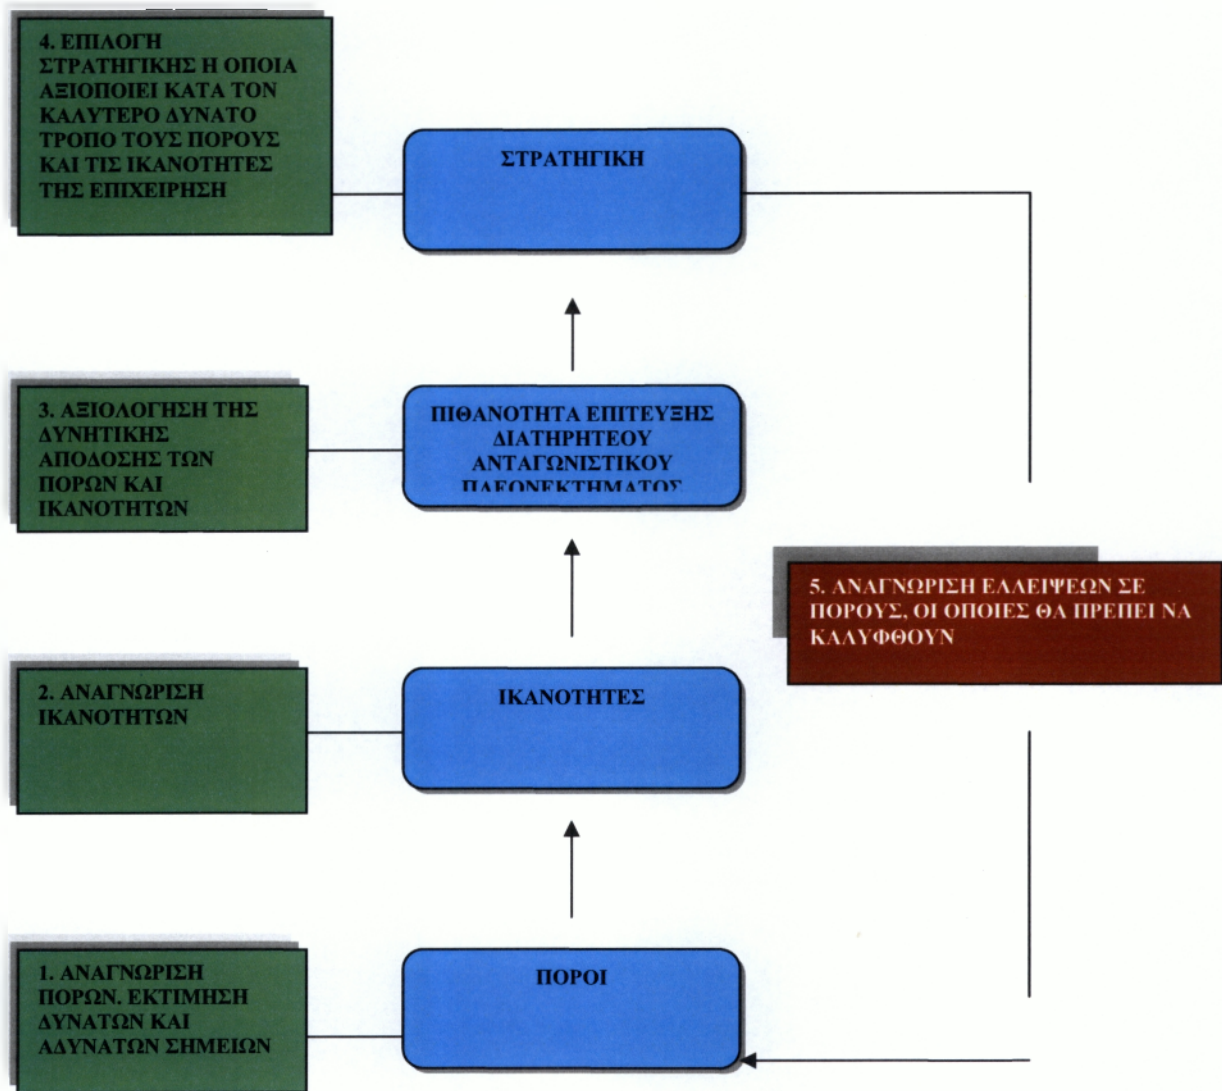 4. ΕΠΙΛΟΓΗ
ΣΤΡΑΤΗΓΙΚΗΣ Η ΟΠΟΙΑ
ΑΞΙΟΠΟΙΕΙ ΚΑΤΑ ΤΟΝ
ΚΑΛΥΤΕΡΟ ΔΥΝΑΤΟ
ΤΡΟΠΟ ΤΟΥΣ ΠΟΡΟΥΣ
ΚΑΙ ΤΙΣ ΙΚΑΝΟΤΗΤΕΣ
ΤΗΣ ΕΠΙΧΕΙΡΗΣΗ
ΣΤΡΑΤΗΓΙΚΗ
3. ΑΞΙΟΛΟΓΗΣΗ ΤΗΣ
ΔΥΝΗΤΙΚΗΣ
ΑΠΟΔΟΣΗΣ ΤΩΝ
ΠΟΡΩΝ ΚΑΙ
ΙΚΑΝΟΤΗΤΩΝ
ΠΙΘΑΝΟΤΗΤΑ ΕΠΙΤΕΥΞΗΣ
ΔΙΑΤΗΡΗΤΕΟΥ
ΑΝΤΑΓΩΝΙΣΤΙΚΟΥ
ΠΛΕΟΝΕΚΤΗΜΑΤΟΣ
5. ΑΝΑΓΝΩΡΙΣΗ ΕΛΛΕΙΨΕΩΝ ΣΕ
ΠΟΡΟΥΣ, ΟΙ ΟΠΟΙΕΣ ΘΑ ΠΡΕΠΕΙ ΝΑ
ΚΑΛΥΦΘΟΥΝ
2. ΑΝΑΓΝΩΡΙΣΗ
ΙΚΑΝΟΤΗΤΩΝ
ΙΚΑΝΟΤΗΤΕΣ
1. ΑΝΑΓΝΩΡΙΣΗ
ΠΟΡΩΝ. ΕΚΤΙΜΗΣΗ
ΔΥΝΑΤΩΝ ΚΑΙ
ΑΔΥΝΑΤΩΝ ΣΗΜΕΙΩΝ
ΠΟΡΟΙ